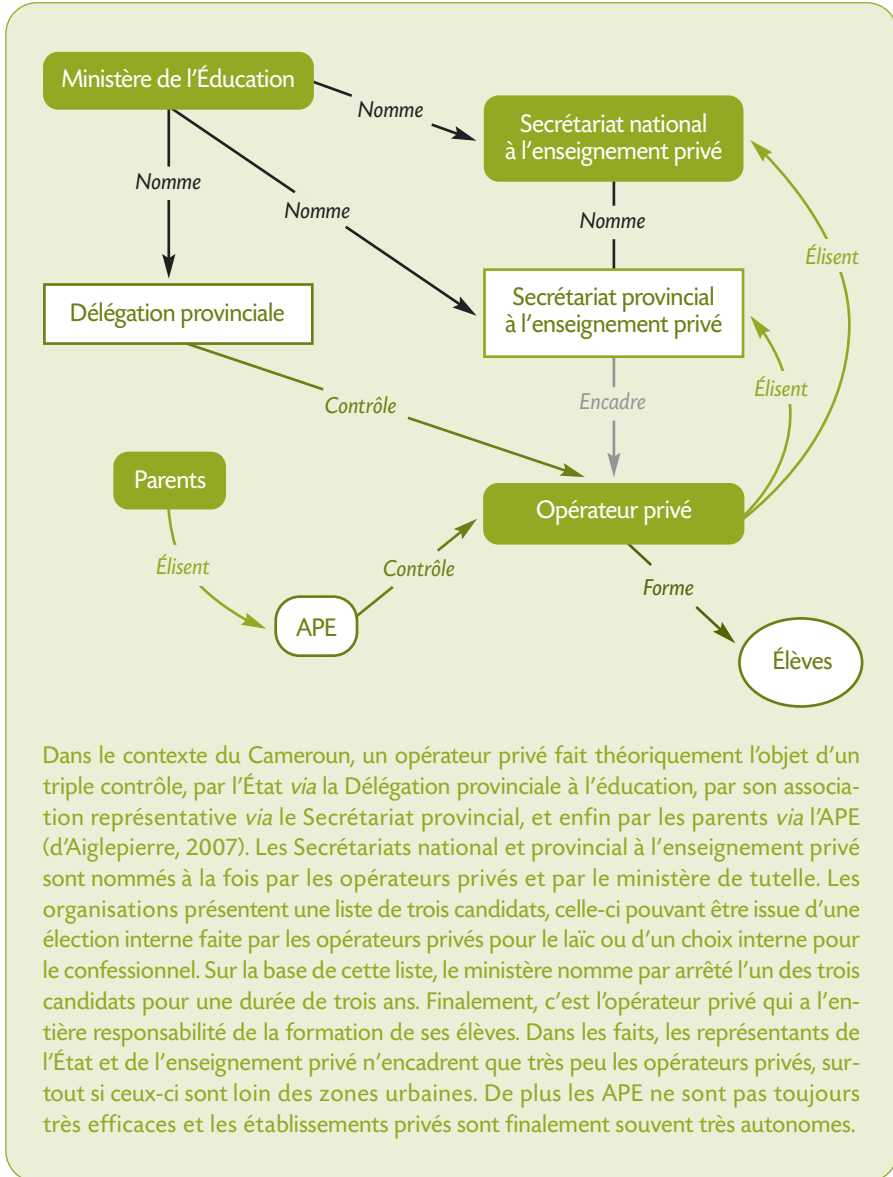 Ministère de l’Éducation
Nomme
Secrétariat national
à l’enseignement privé
Nomme
Nomme
Nomme
Élisent
Délégation provinciale
Secrétariat provincial
à l’enseignement privé
Contrôle
Encadre
Élisent
Parents
Opérateur privé
Élisent
Contrôle
Forme
APE
Élèves
Dans le contexte du Cameroun, un opérateur privé fait théoriquement l’objet d’un
triple contrôle, par l’État via la Délégation provinciale à l’éducation, par son associa-
tion représentative via le Secrétariat provincial, et enfin par les parents via l’APE
(d’Aiglepierre, 2007). Les Secrétariats national et provincial à l’enseignement privé
sont nommés à la fois par les opérateurs privés et par le ministère de tutelle. Les
organisations présentent une liste de trois candidats, celle-ci pouvant être issue d’une
élection interne faite par les opérateurs privés pour le laïc ou d’un choix interne pour
le confessionnel. Sur la base de cette liste, le ministère nomme par arrêté l’un des trois
candidats pour une durée de trois ans. Finalement, c’est l’opérateur privé qui a l’en-
tière responsabilité de la formation de ses élèves. Dans les faits, les représentants de
l’État et de l’enseignement privé n’encadrent que très peu les opérateurs privés, sur-
tout si ceux-ci sont loin des zones urbaines. De plus les APE ne sont pas toujours
très efficaces et les établissements privés sont finalement souvent très autonomes.